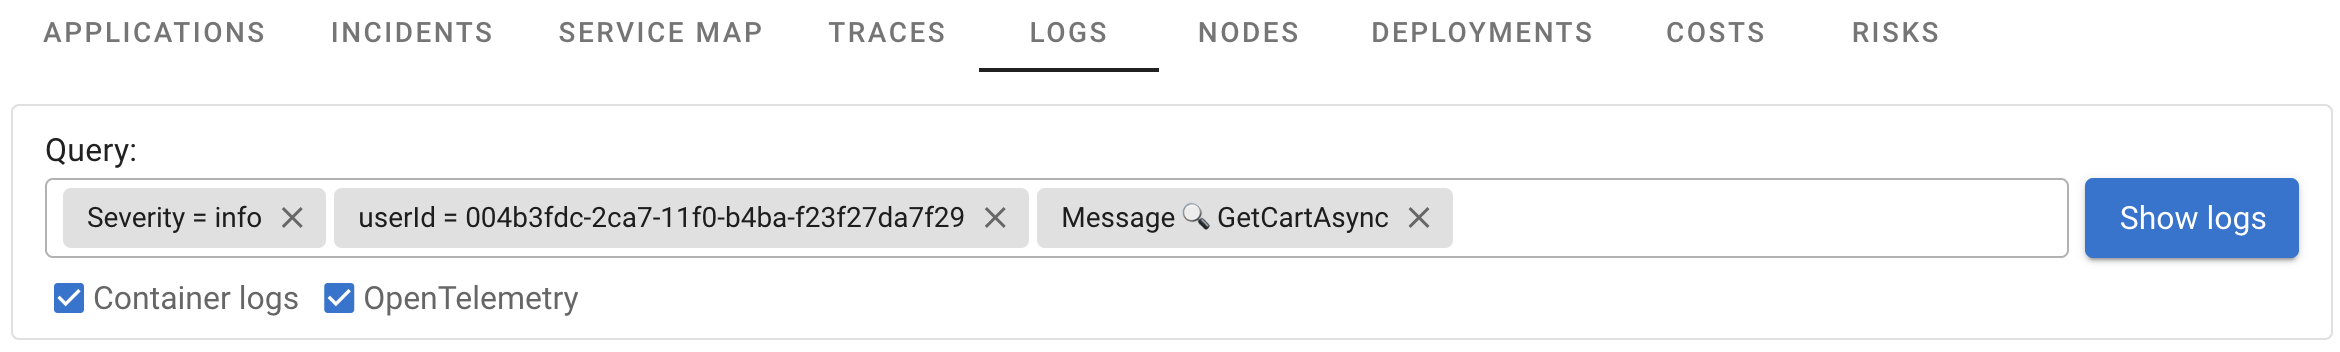 APPLICATIONS INCIDENTS SERVICE MAP TRACES LOGS NODES DEPLOYMENTS COSTS RISKS
Query:
Severity = info userId = 004b3fdc-2ca7-11f0-b4ba-f23f27da7f29 Message 🔍 GetCartAsync Show logs
Container logs OpenTelemetry